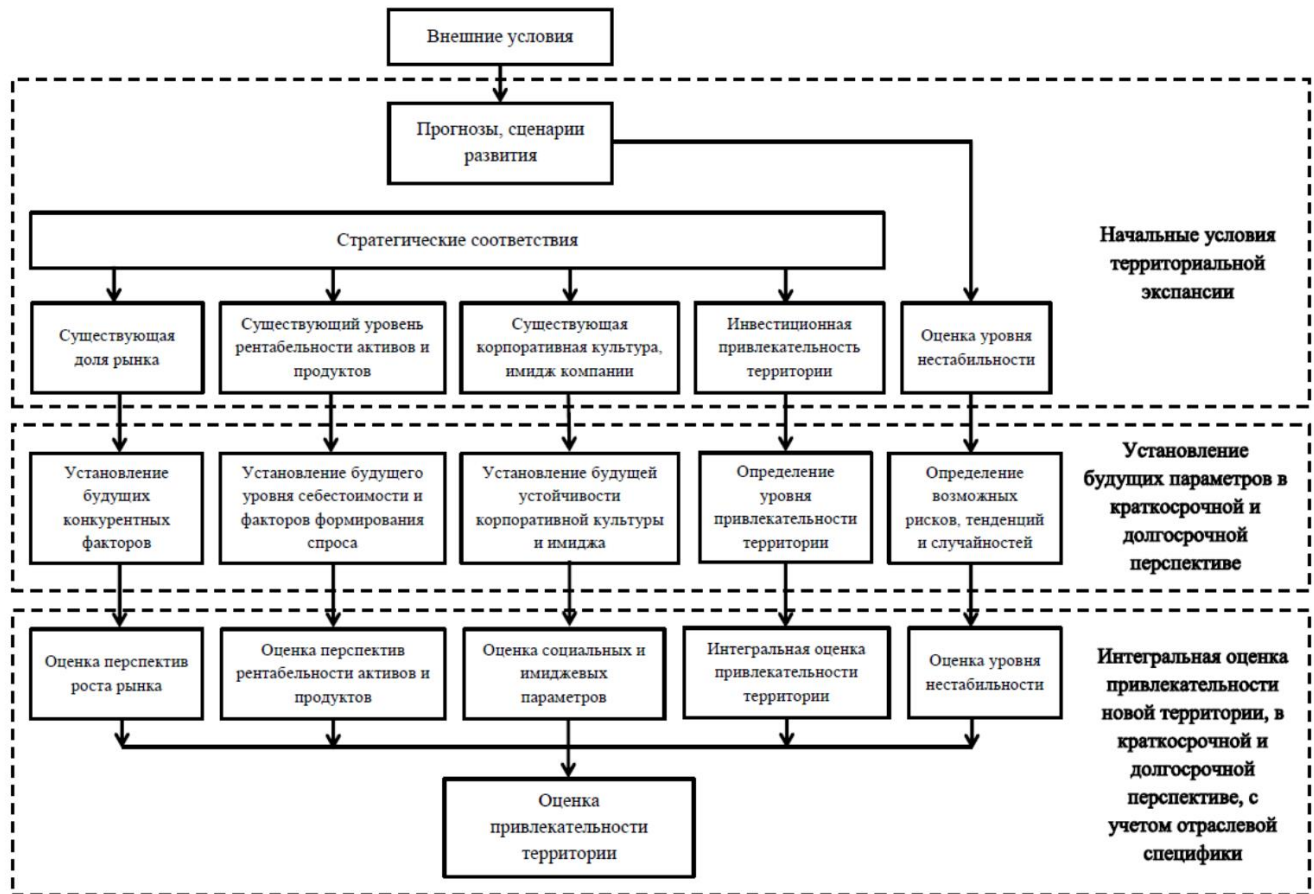 Внешние условия
Прогнозы, сценарии
развития
Стратегические соответствия
Существующая
доля рынка
Существующий уровень
рентабельности активов и
продуктов
Существующая
корпоративная культура,
имидж компании
Инвестиционная
привлекательность
территории
Оценка уровня
нестабильности
Начальные условия
территориальной
экспансии
Установление
будущих
конкурентных
факторов
Установление будущего
уровня себестоимости и
факторов формирования
спроса
Установление будущей
устойчивости
корпоративной культуры
и имиджа
Определение
уровня
привлекательности
территории
Определение
возможных
рисков, тенденций
и случайностей
Установление
будущих параметров в
краткосрочной и
долгосрочной
перспективе
Оценка перспектив
роста рынка
Оценка перспектив
рентабельности активов и
продуктов
Оценка социальных и
имиджевых
параметров
Интегральная оценка
привлекательности
территории
Оценка уровня
нестабильности
Интегральная оценка
привлекательности
новой территории, в
краткосрочной и
долгосрочной
перспективе, с
учетом отраслевой
специфики
Оценка
привлекательности
территории